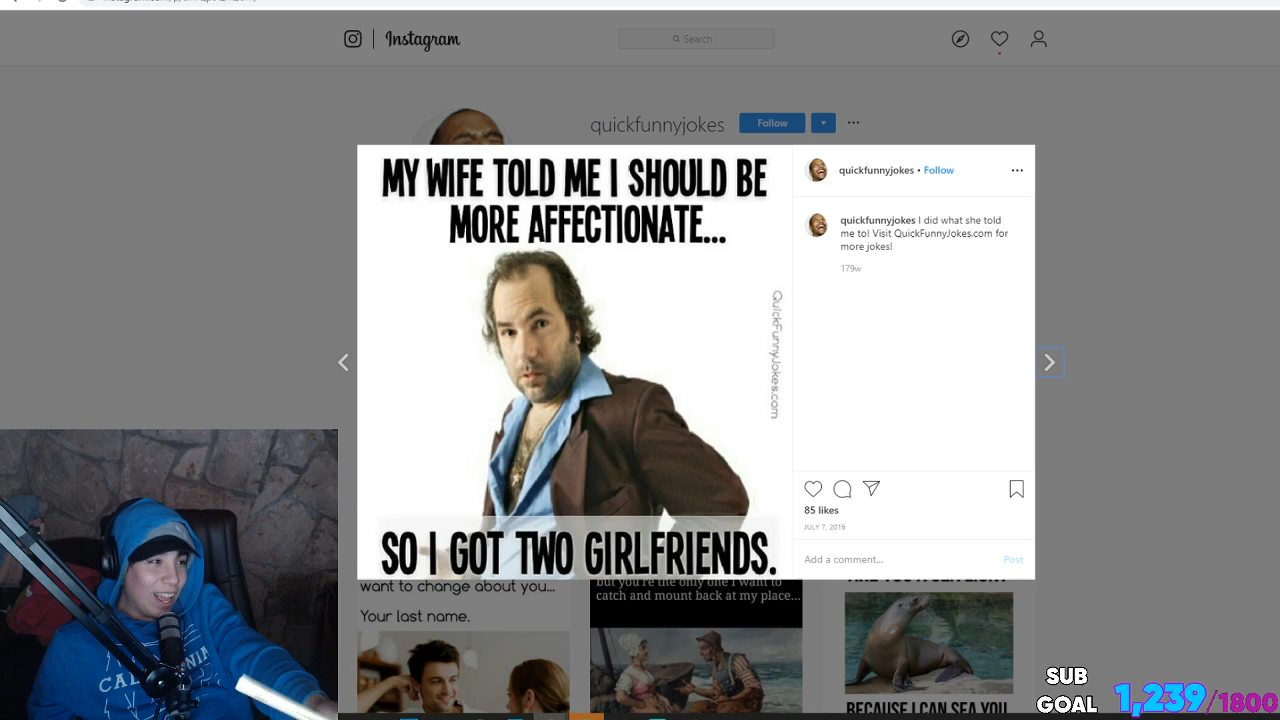 Instagram
Search
quickfunnyjokes
Follow
MY WIFE TOLD ME I SHOULD BE
MORE AFFECTIONATE...
QuickFunnyJokes.com
SO I GOT TWO GIRLFRIENDS.
quickfunnyjokes • Follow
quickfunnyjokes I did what she told
me to! Visit QuickFunnyJokes.com for
more jokes!
179w
85 likes
JULY 7, 2016
Add a comment...
Post
want to change about you...
Your last name.
but you're the only one I want to
catch and mount back at my place...
BECAUSE I CAN SEA YOU
SUB
GOAL
1,239/1800